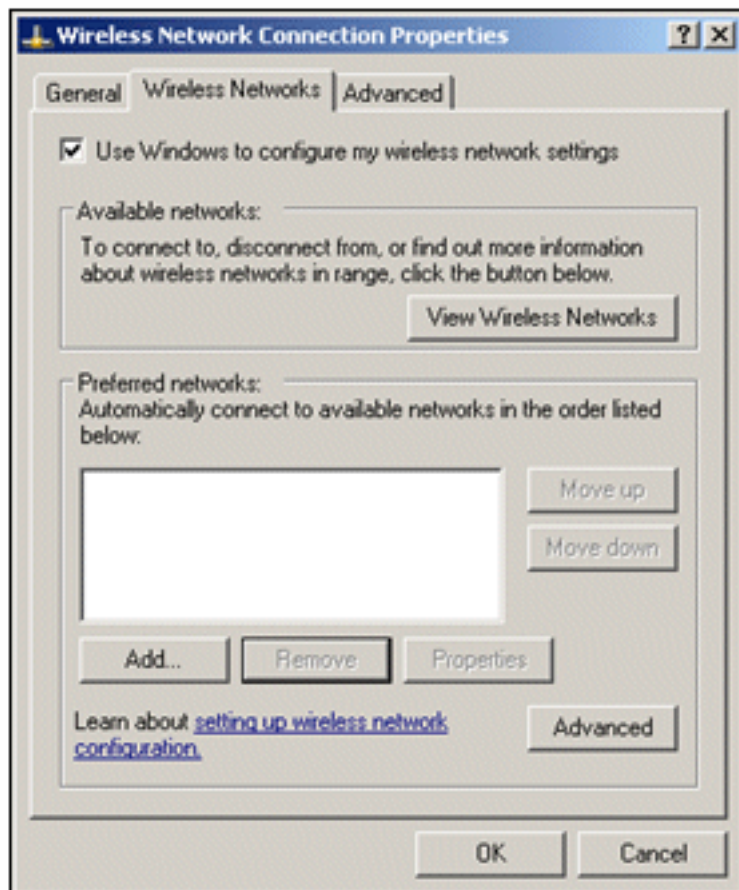 Wireless Network Connection Properties
General Wireless Networks Advanced
Use Windows to configure my wireless network settings
Available networks:
To connect to, disconnect from, or find out more information
about wireless networks in range, click the button below.
View Wireless Networks
Preferred networks:
Automatically connect to available networks in the order listed
below:
Move up
Move down
Add... Remove Properties
Learn about setting up wireless network
configuration.
Advanced
OK Cancel